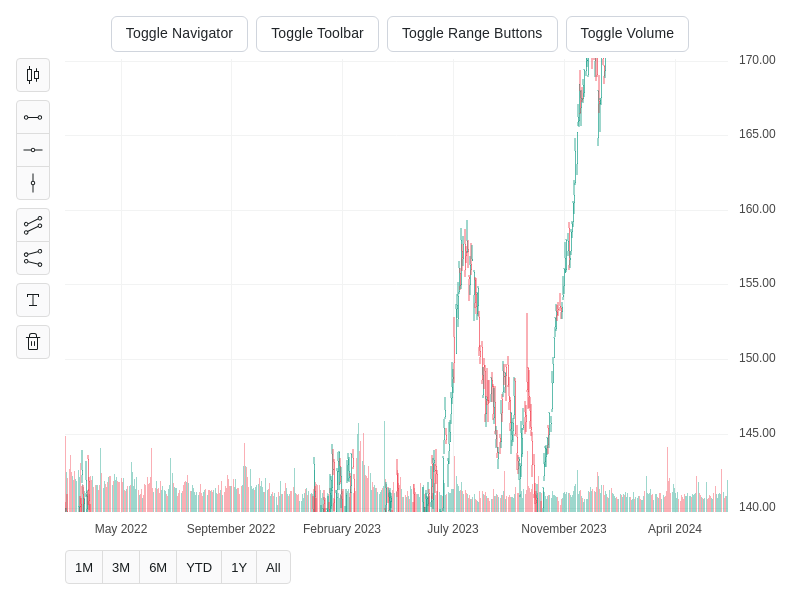 Toggle Navigator Toggle Toolbar Toggle Range Buttons Toggle Volume
170.00
165.00
160.00
155.00
150.00
145.00
140.00
May 2022 September 2022 February 2023 July 2023 November 2023 April 2024
1M 3M 6M YTD 1Y All
T